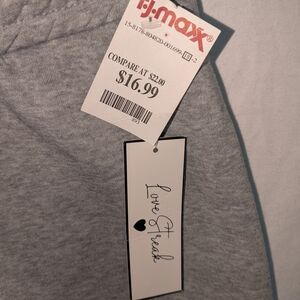 t.j.maxx®
COMPARE AT $22.00
$16.99
Love Streak